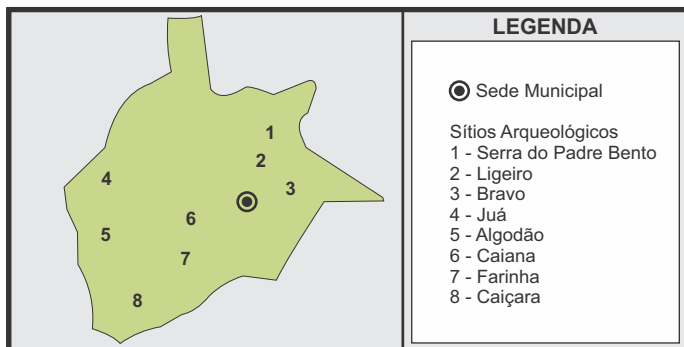 LEGENDA
Sede Municipal
Sítios Arqueológicos
1 - Serra do Padre Bento
2 - Ligeiro
3 - Bravo
4 - Juá
5 - Algodão
6 - Caiana
7 - Farinha
8 - Caiçara
1
2
3
4
5
6
7
8